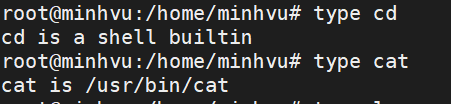 root@minhvu:/home/minhvu# type cd
cd is a shell builtin
root@minhvu:/home/minhvu# type cat
cat is /usr/bin/cat